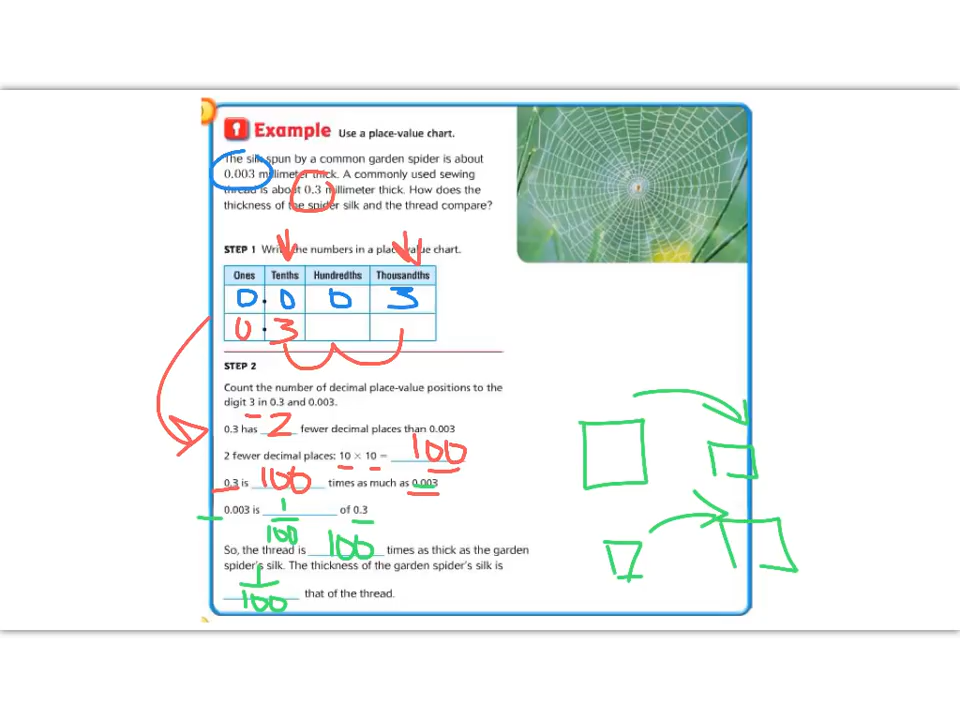 Example Use a place-value chart.
The silk spun by a common garden spider is about
0.003 millimeter thick. A commonly used sewing
thread is about 0.3 millimeter thick. How does the
thickness of the spider silk and the thread compare?
STEP 1 Write the numbers in a place-value chart.
Ones Tenths Hundredths Thousandths
0 . 0 0 3
0 . 3
STEP 2
Count the number of decimal place-value positions to the
digit 3 in 0.3 and 0.003.
0.3 has 2 fewer decimal places than 0.003
2 fewer decimal places: 10 × 10 = 100
0.3 is 100 times as much as 0.003
0.003 is 1/100 of 0.3
So, the thread is 100 times as thick as the garden
spider's silk. The thickness of the garden spider's silk is
1/100 that of the thread.